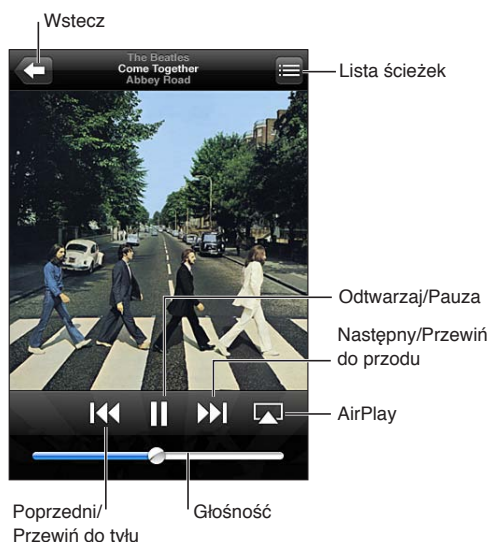 Wstecz
The Beatles
Come Together
Abbey Road
Lista ścieżek
Odtwarzaj/Pauza
Następny/Przewiń
do przodu
AirPlay
Poprzedni/
Przewiń do tyłu
Głośność